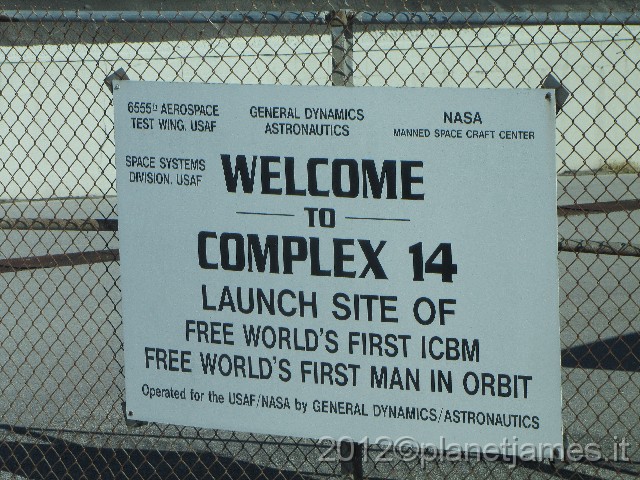 6555th AEROSPACE
TEST WING, USAF
GENERAL DYNAMICS
ASTRONAUTICS
NASA
MANNED SPACE CRAFT CENTER
SPACE SYSTEMS
DIVISION, USAF
WELCOME
TO
COMPLEX 14
LAUNCH SITE OF
FREE WORLD'S FIRST ICBM
FREE WORLD'S FIRST MAN IN ORBIT
Operated for the USAF/NASA by GENERAL DYNAMICS/ASTRONAUTICS
2012©planetjames.it